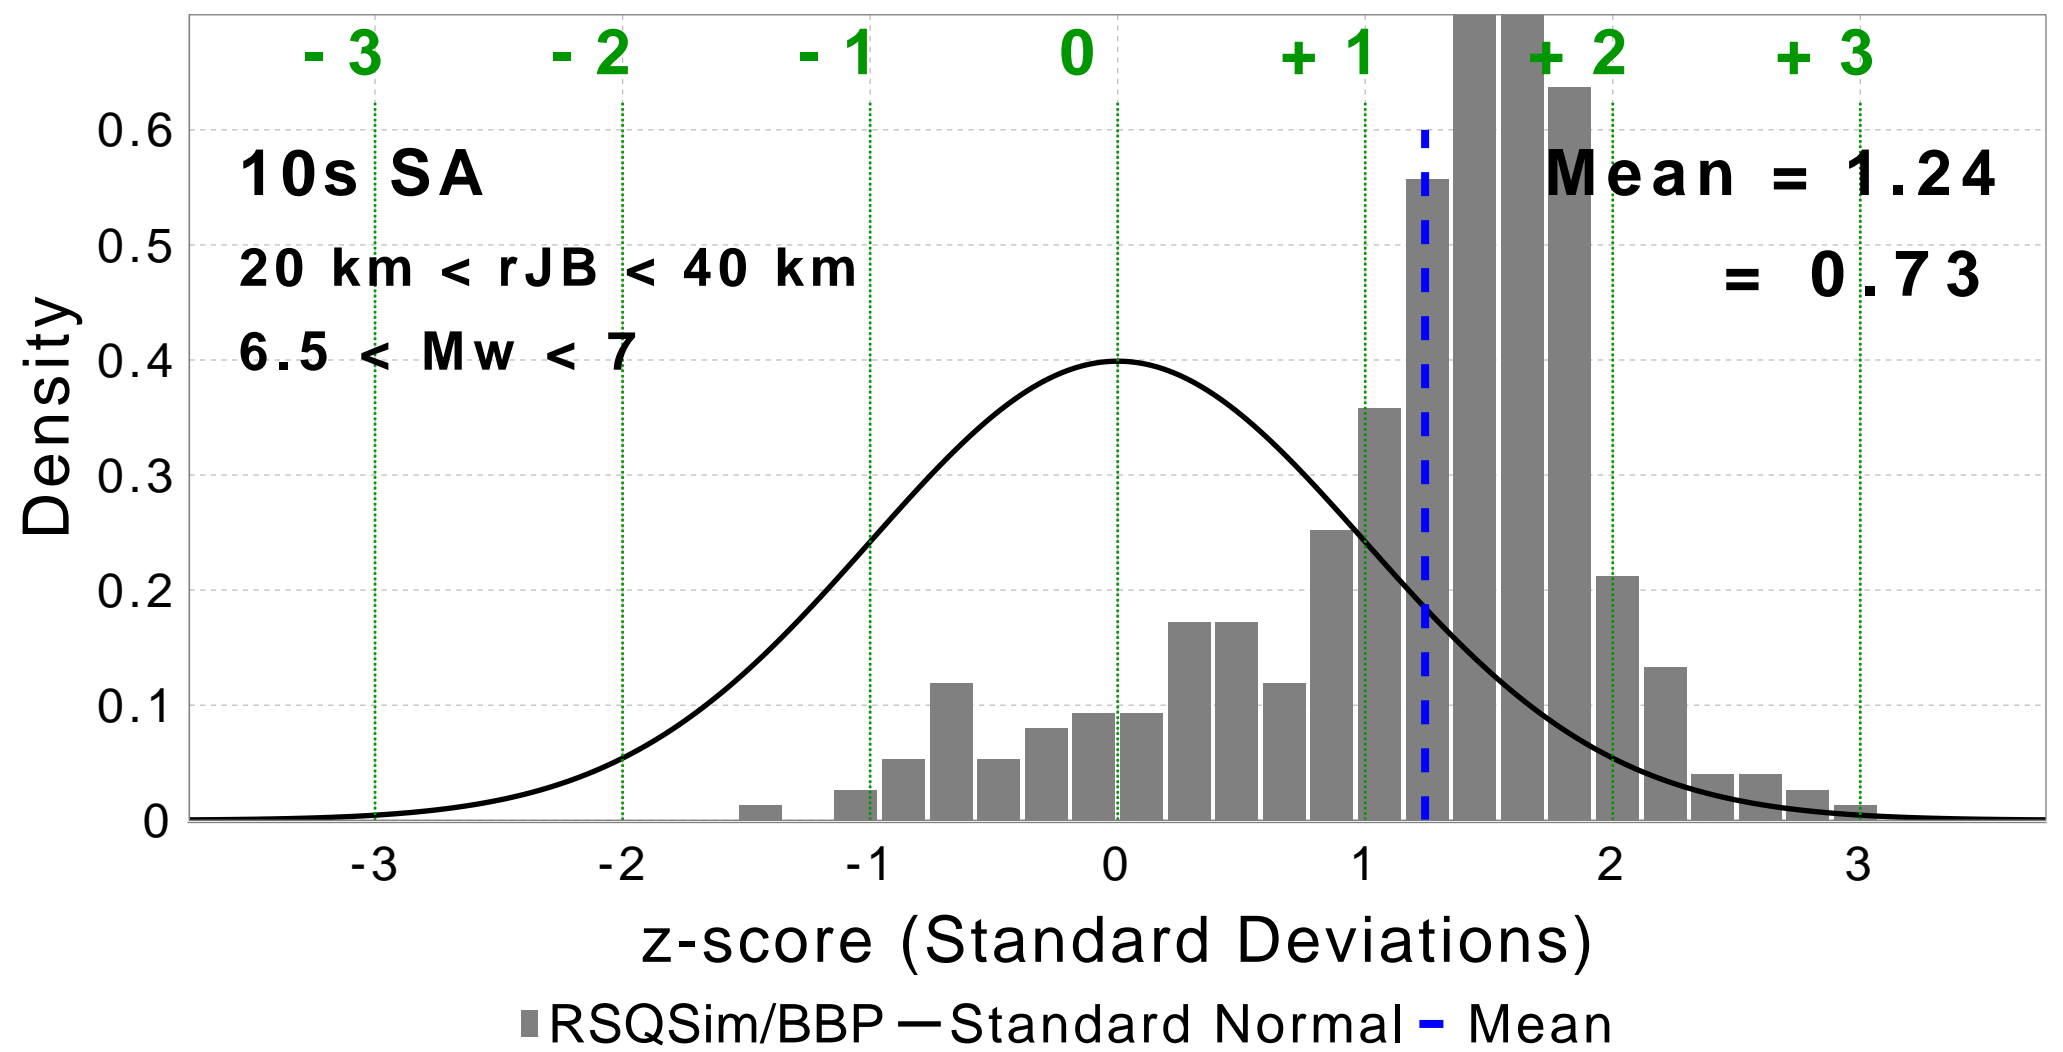 - 3 - 2 - 1 0 + 1 + 2 + 3
10s SA
Mean = 1.24
20 km < rJB < 40 km
= 0.73
6.5 < Mw < 7
Density
0.6
0.5
0.4
0.3
0.2
0.1
0
-3 -2 -1 0 1 2 3
z-score (Standard Deviations)
RSQSim/BBP Standard Normal Mean